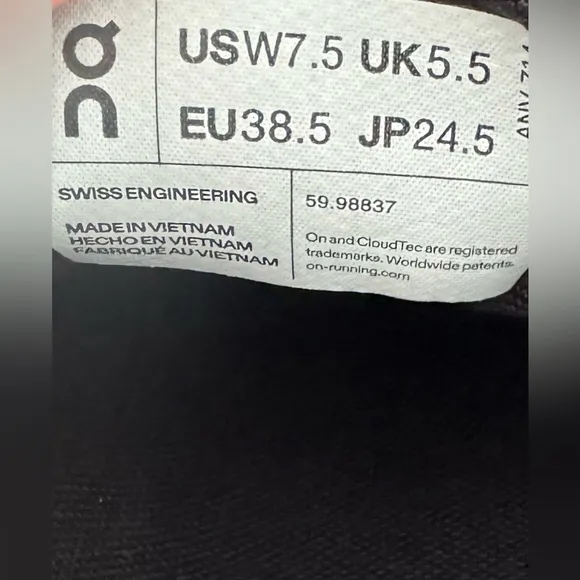 USW7.5 UK5.5
EU38.5 JP24.5
SWISS ENGINEERING
MADE IN VIETNAM
HECHO EN VIETNAM
FABRIQUÉ AU VIETNAM
59.98837
On and CloudTec are registered
trademarks. Worldwide patents.
on-running.com